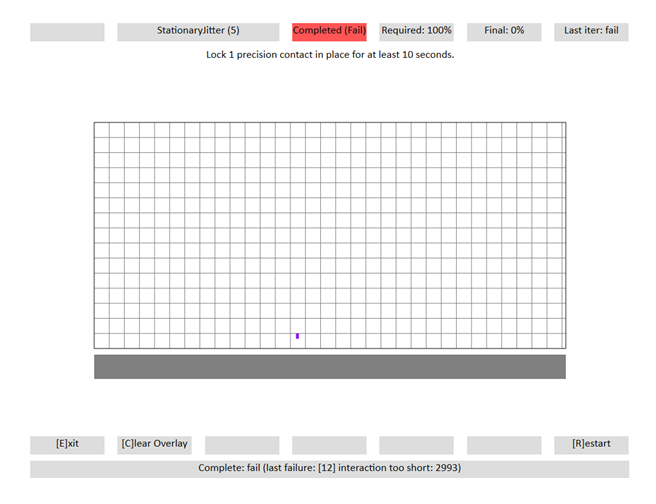 StationaryJitter (5) Completed (Fail) Required: 100% Final: 0% Last iter: fail
Lock 1 precision contact in place for at least 10 seconds.
[E]xit [C]lear Overlay [R]estart
Complete: fail (last failure: [12] interaction too short: 2993)